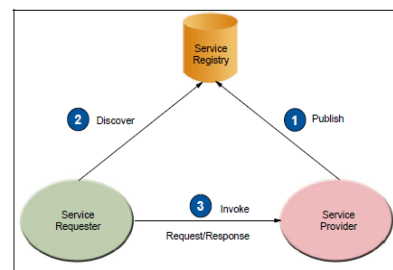 Service
Registry
2 Discover
1 Publish
3 Invoke
Service
Requester
Request/Response
Service
Provider